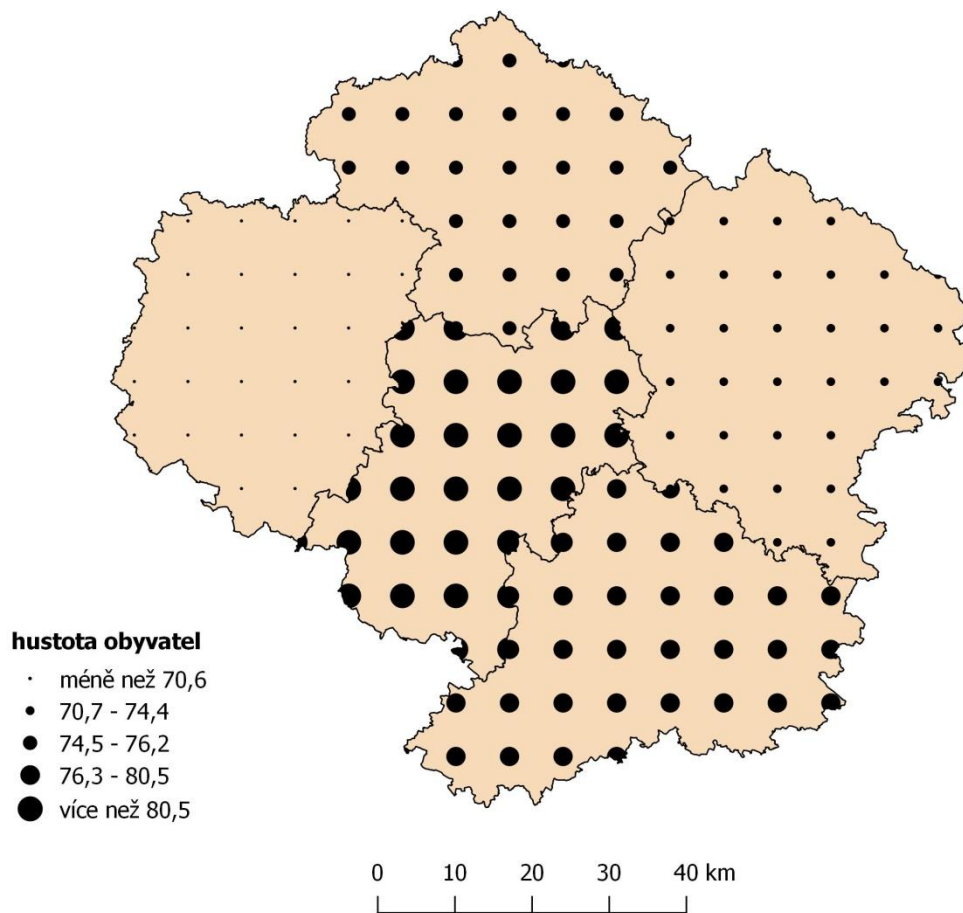 hustota obyvatel
méně než 70,6
70,7 - 74,4
74,5 - 76,2
76,3 - 80,5
více než 80,5
0 10 20 30 40 km